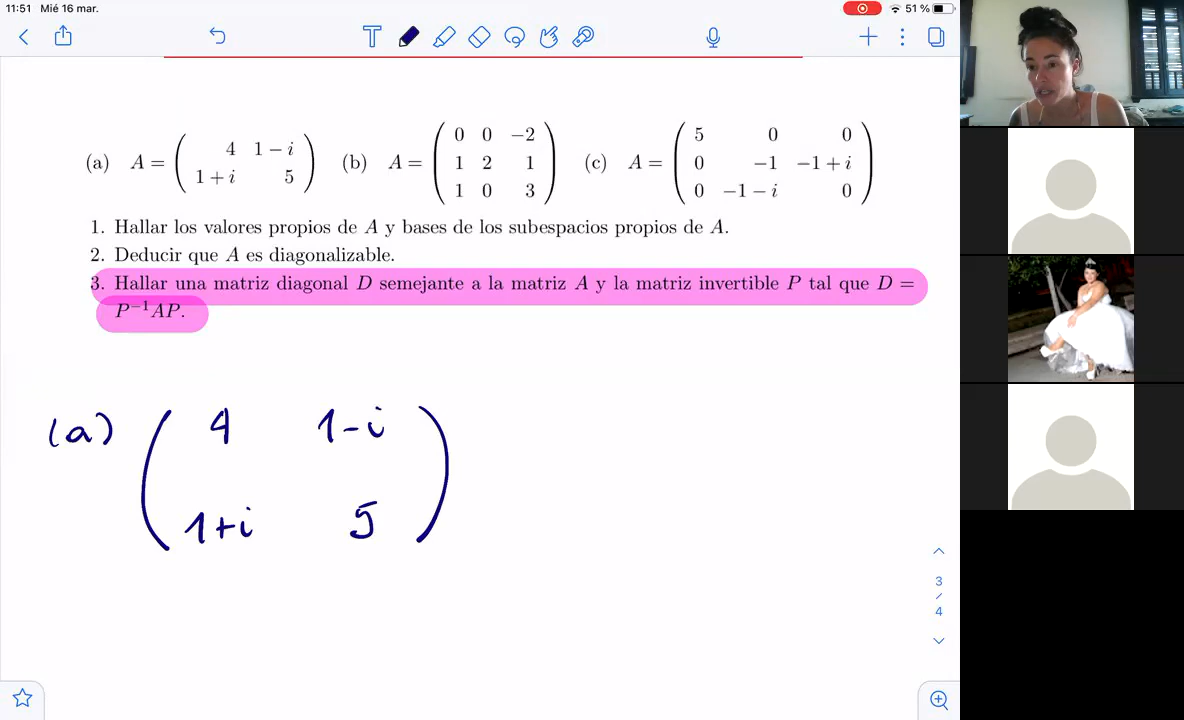 11:51 Mié 16 mar. 51 %
T
(a) A = ( 4 1 − i (b) A = ( 0 0 −2 (c) A = ( 5 0 0
1 + i 5 ) 1 2 1 0 −1 −1 + i
1 0 3 ) 0 −1 − i 0 )
1. Hallar los valores propios de A y bases de los subespacios propios de A.
2. Deducir que A es diagonalizable.
3. Hallar una matriz diagonal D semejante a la matriz A y la matriz invertible P tal que D =
P⁻¹AP.
(a) ( 4 1-i
1+i 5 )
3
/
4